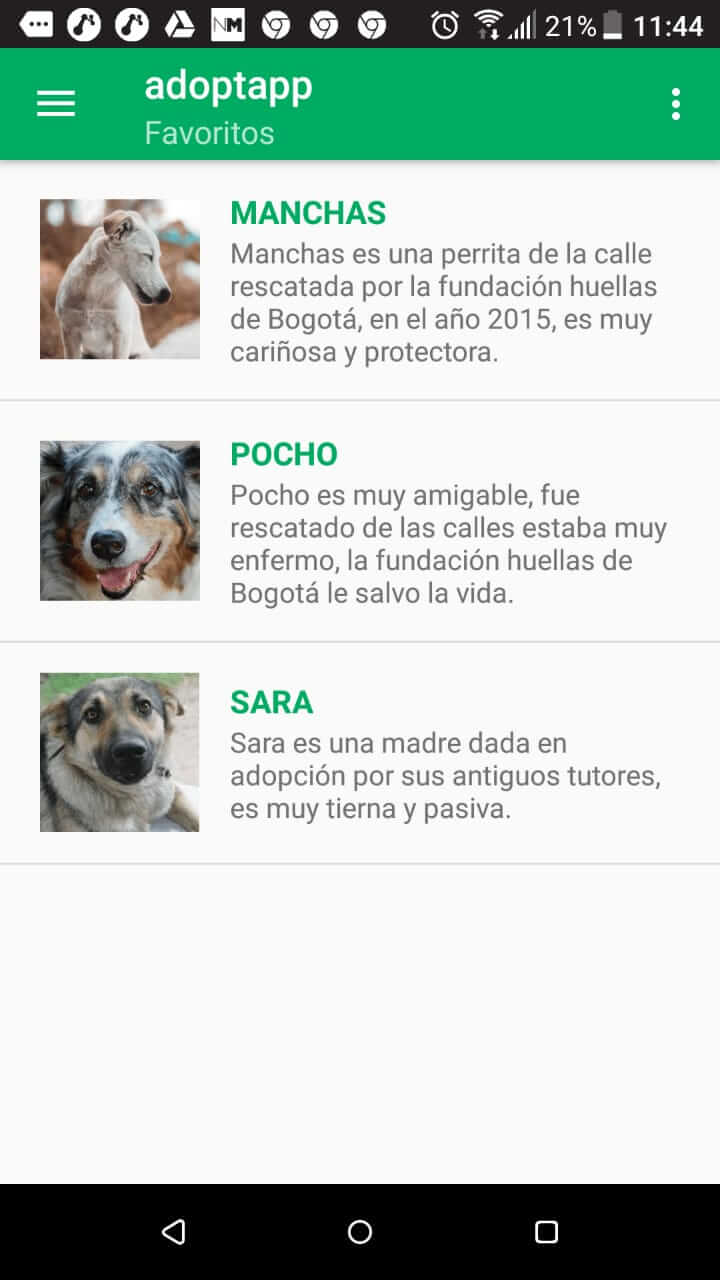 NM 21% 11:44
adoptapp
Favoritos
MANCHAS
Manchas es una perrita de la calle
rescatada por la fundación huellas
de Bogotá, en el año 2015, es muy
cariñosa y protectora.
POCHO
Pocho es muy amigable, fue
rescatado de las calles estaba muy
enfermo, la fundación huellas de
Bogotá le salvo la vida.
SARA
Sara es una madre dada en
adopción por sus antiguos tutores,
es muy tierna y pasiva.